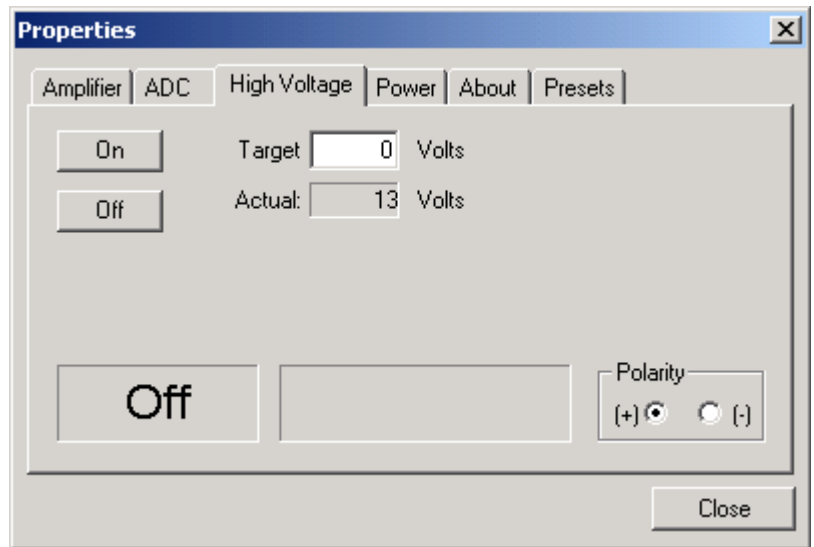 Properties
Amplifier ADC High Voltage Power About Presets
On Target 0 Volts
Off Actual: 13 Volts
Off
Polarity
(+) (-)
Close